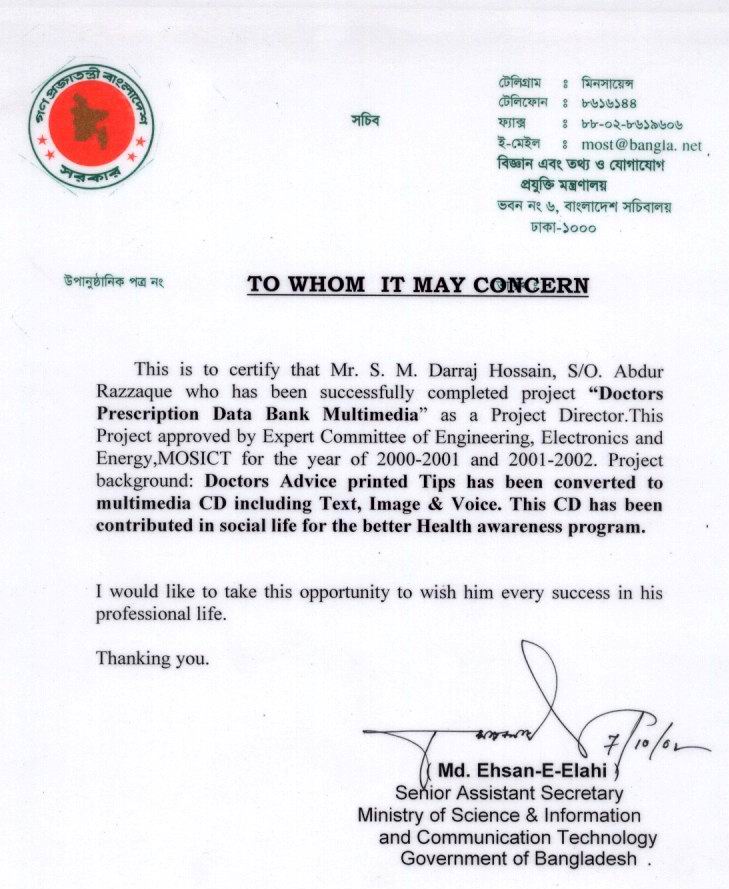 গণ প্রজাতন্ত্রী বাংলাদেশ
সরকার
সচিব
টেলিগ্রাম ঃ মিনসায়েন্স
টেলিফোন ঃ ৮৬১৬১৪৪
ফ্যাক্স ঃ ৮৮-০২-৮৬১৯৬০৬
ই-মেইল ঃ most@bangla. net
বিজ্ঞান এবং তথ্য ও যোগাযোগ
প্রযুক্তি মন্ত্রণালয়
ভবন নং ৬, বাংলাদেশ সচিবালয়
ঢাকা-১০০০
উপানুষ্ঠানিক পত্র নং
TO WHOM IT MAY CONCERN
This is to certify that Mr. S. M. Darraj Hossain, S/O. Abdur
Razzaque who has been successfully completed project “Doctors
Prescription Data Bank Multimedia” as a Project Director.This
Project approved by Expert Committee of Engineering, Electronics and
Energy,MOSICT for the year of 2000-2001 and 2001-2002. Project
background: Doctors Advice printed Tips has been converted to
multimedia CD including Text, Image & Voice. This CD has been
contributed in social life for the better Health awareness program.
I would like to take this opportunity to wish him every success in his
professional life.
Thanking you.
7/10/02
( Md. Ehsan-E-Elahi )
Senior Assistant Secretary
Ministry of Science & Information
and Communication Technology
Government of Bangladesh .